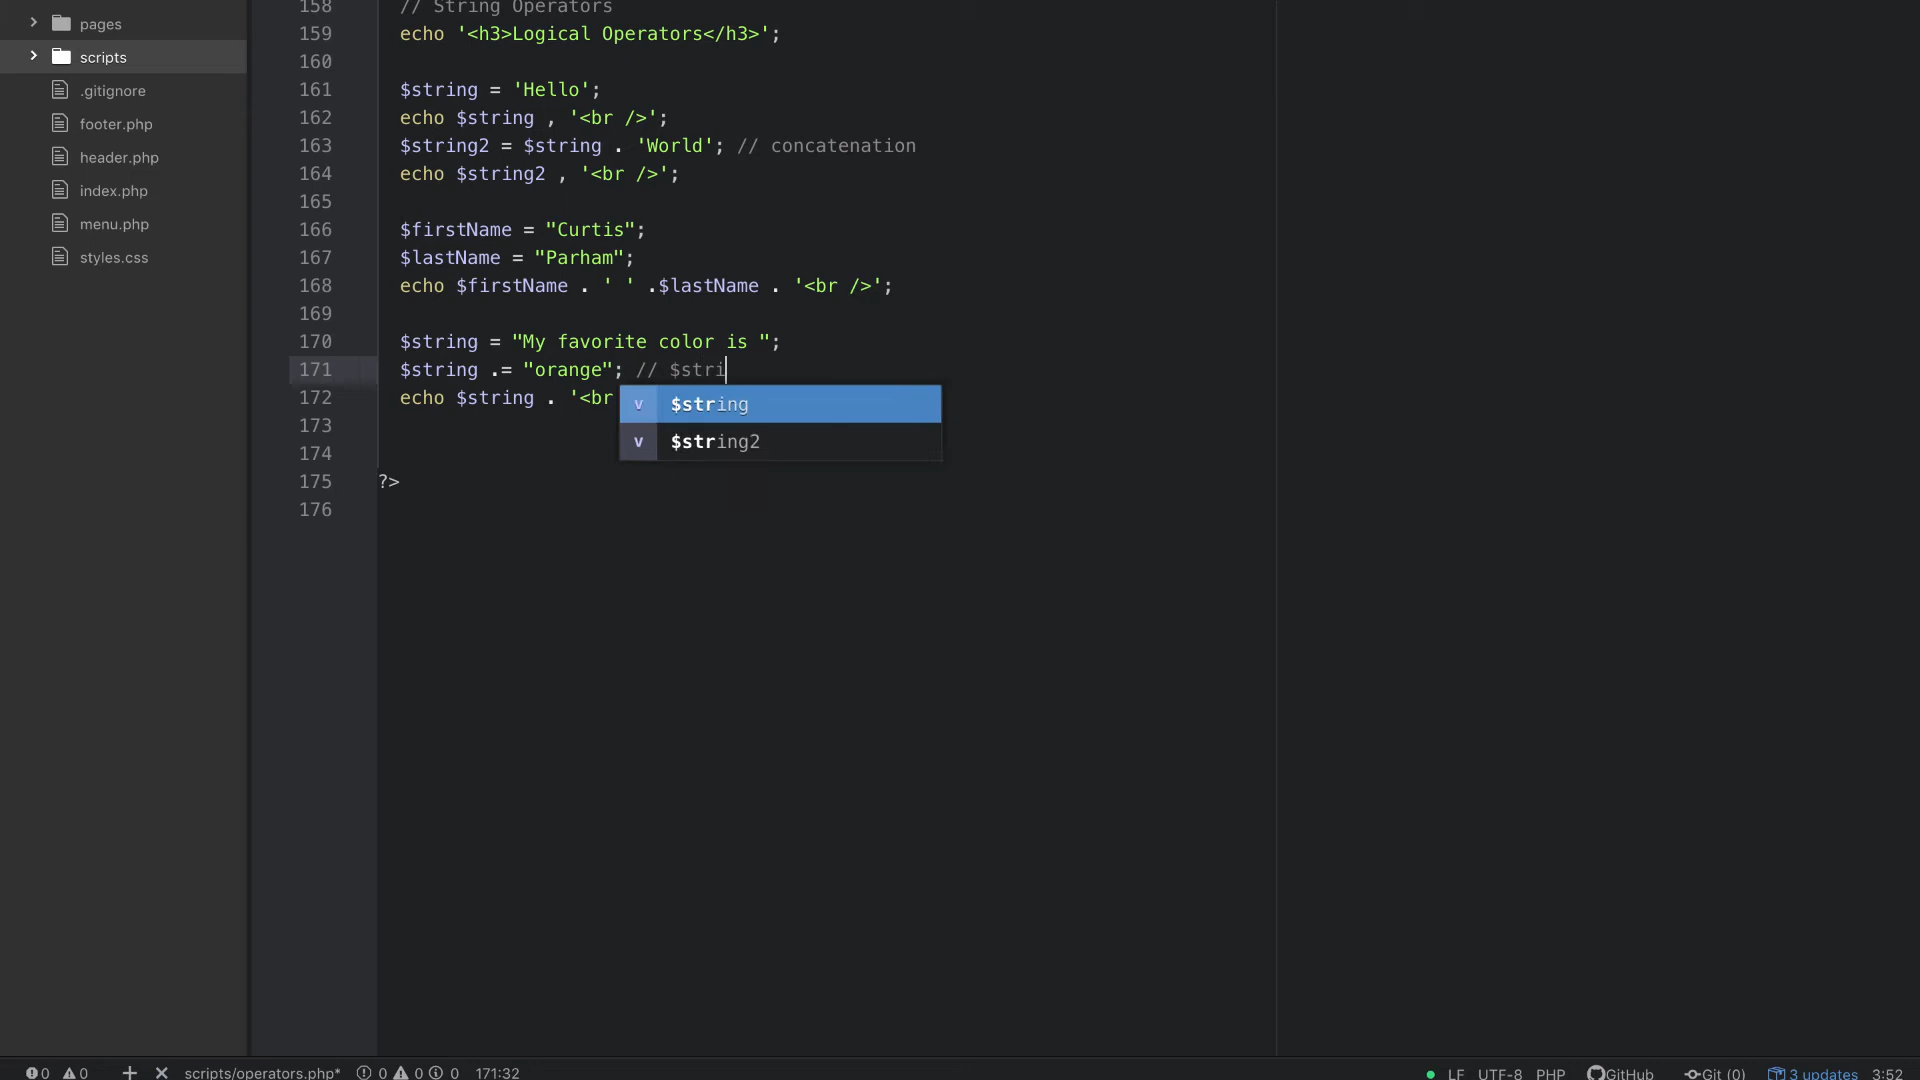 pages
scripts
.gitignore
footer.php
header.php
index.php
menu.php
styles.css
158 // String Operators
159 echo '<h3>Logical Operators</h3>';
160
161 $string = 'Hello';
162 echo $string , '<br />';
163 $string2 = $string . 'World'; // concatenation
164 echo $string2 , '<br />';
165
166 $firstName = "Curtis";
167 $lastName = "Parham";
168 echo $firstName . ' ' .$lastName . '<br />';
169
170 $string = "My favorite color is ";
171 $string .= "orange"; // $stri
172 echo $string . '<br
v $string
v $string2
173
174
175 ?>
176
0 0 scripts/operators.php* 0 0 0 171:32 LF UTF-8 PHP GitHub Git (0) 3 updates 3:52